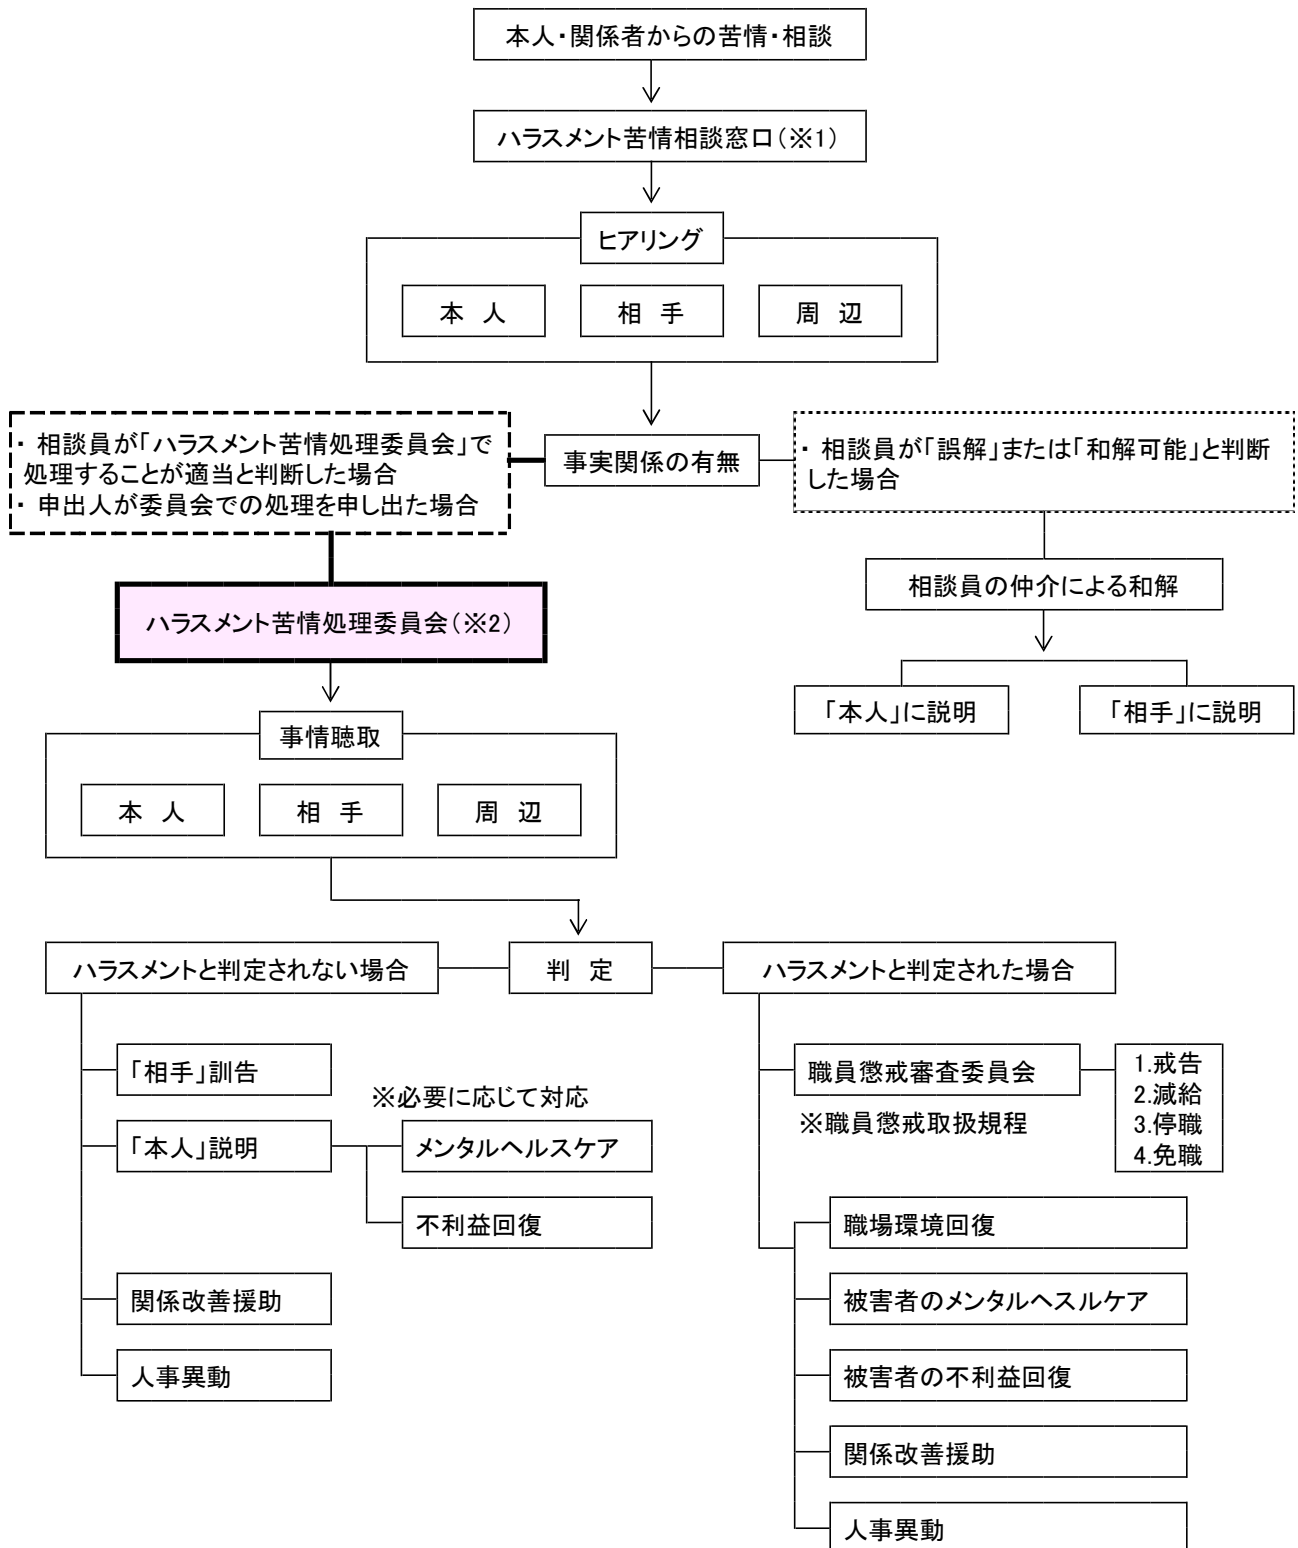 本人・関係者からの苦情・相談
ハラスメント苦情相談窓口（※1）
ヒアリング
本　人
相　手
周　辺
・ 相談員が「ハラスメント苦情処理委員会」で
処理することが適当と判断した場合
・ 申出人が委員会での処理を申し出た場合
事実関係の有無
・ 相談員が「誤解」または「和解可能」と判断
した場合
相談員の仲介による和解
ハラスメント苦情処理委員会（※2）
「本人」に説明
「相手」に説明
事情聴取
本　人
相　手
周　辺
ハラスメントと判定されない場合
判　定
ハラスメントと判定された場合
「相手」訓告
※必要に応じて対応
「本人」説明
メンタルヘルスケア
不利益回復
関係改善援助
人事異動
職員懲戒審査委員会
※職員懲戒取扱規程
1.戒告
2.減給
3.停職
4.免職
職場環境回復
被害者のメンタルヘスルケア
被害者の不利益回復
関係改善援助
人事異動